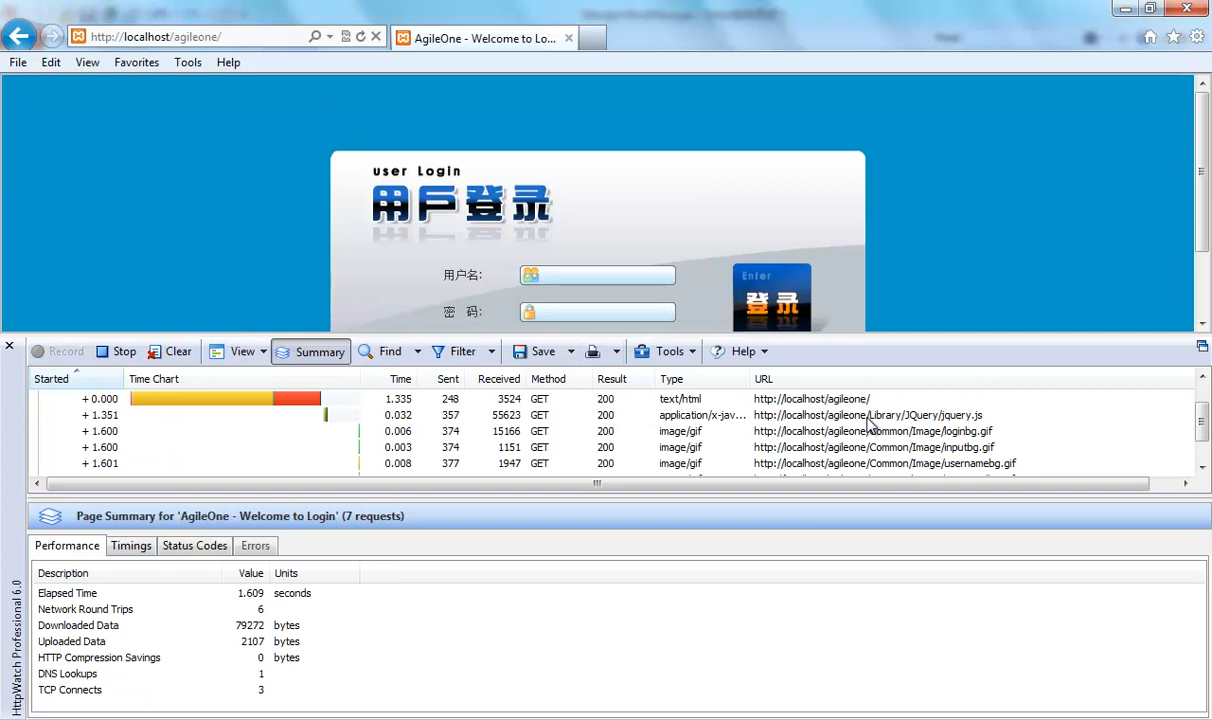 http://localhost/agileone/
AgileOne - Welcome to Lo...
File Edit View Favorites Tools Help
user Login
用戶登录
用户名:
密 码:
Enter
登录
Record Stop Clear View Summary Find Filter Save Tools Help
Started Time Chart Time Sent Received Method Result Type URL
+ 0.000 1.335 248 3524 GET 200 text/html http://localhost/agileone/
+ 1.351 0.032 357 55623 GET 200 application/x-jav... http://localhost/agileone/Library/JQuery/jquery.js
+ 1.600 0.006 374 15166 GET 200 image/gif http://localhost/agileone/Common/Image/loginbg.gif
+ 1.600 0.003 374 1151 GET 200 image/gif http://localhost/agileone/Common/Image/inputbg.gif
+ 1.601 0.008 377 1947 GET 200 image/gif http://localhost/agileone/Common/Image/usernamebg.gif
Page Summary for 'AgileOne - Welcome to Login' (7 requests)
Performance Timings Status Codes Errors
Description Value Units
Elapsed Time 1.609 seconds
Network Round Trips 6
Downloaded Data 79272 bytes
Uploaded Data 2107 bytes
HTTP Compression Savings 0 bytes
DNS Lookups 1
TCP Connects 3
HttpWatch Professional 6.0